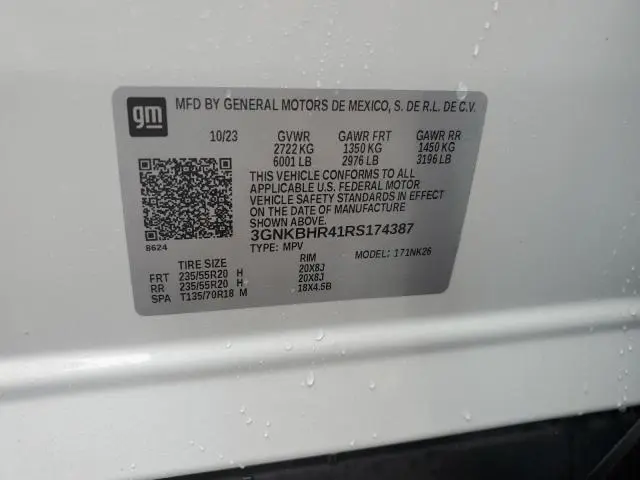 gm
MFD BY GENERAL MOTORS DE MEXICO, S. DE R.L. DE C.V.
10/23 GVWR GAWR FRT GAWR RR
2722 KG 1350 KG 1450 KG
6001 LB 2976 LB 3196 LB
THIS VEHICLE CONFORMS TO ALL
APPLICABLE U.S. FEDERAL MOTOR
VEHICLE SAFETY STANDARDS IN
EFFECT ON THE DATE OF MANUFACTURE
SHOWN ABOVE.
3GNKBHR41RS174387
8624
TYPE: MPV MODEL: 171NK26
TIRE SIZE RIM
FRT 235/55R20 H 20X8J
RR 235/55R20 H 20X8J
SPA T135/70R18 M 18X4.5B